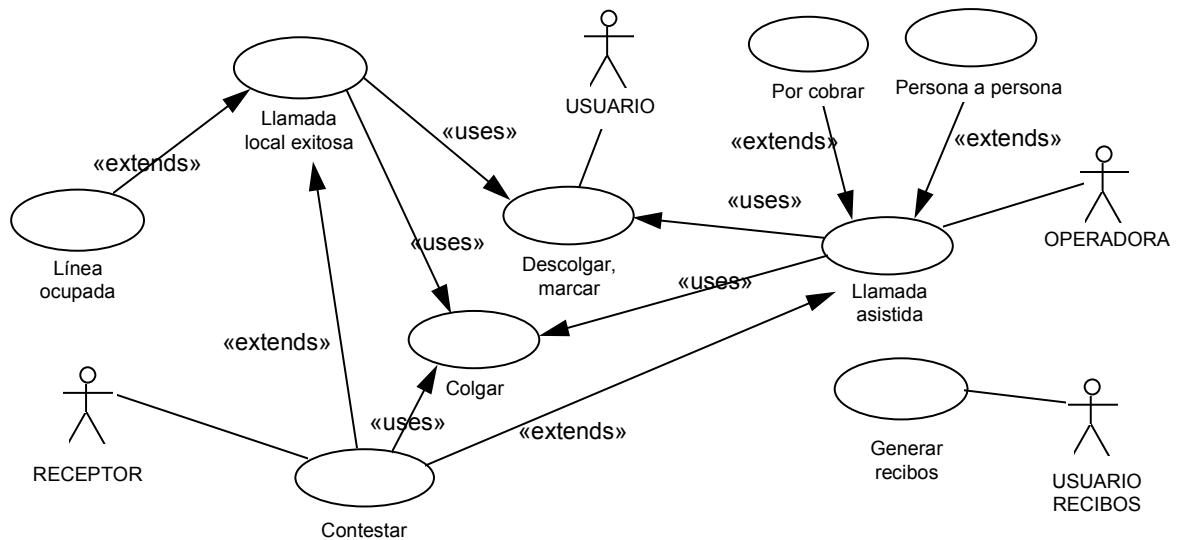 USUARIO
Por cobrar
Persona a persona
Llamada
local exitosa
«uses»
«extends»
«extends»
«extends»
«uses»
OPERADORA
«uses»
Descolgar,
marcar
Línea
ocupada
«uses»
Llamada
asistida
«extends»
Colgar
«uses»
«extends»
Generar
recibos
RECEPTOR
USUARIO
RECIBOS
Contestar